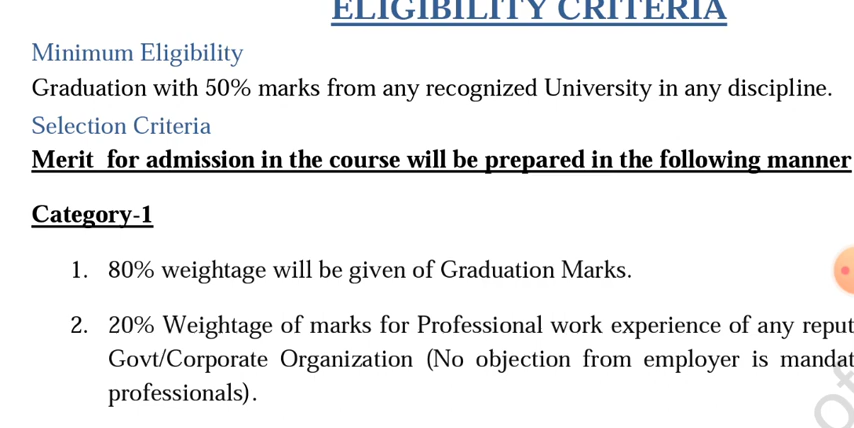 ELIGIBILITY CRITERIA
Minimum Eligibility
Graduation with 50% marks from any recognized University in any discipline.
Selection Criteria
Merit for admission in the course will be prepared in the following manner
Category-1
1. 80% weightage will be given of Graduation Marks.
2. 20% Weightage of marks for Professional work experience of any reput
Govt/Corporate Organization (No objection from employer is mandat
professionals).
of